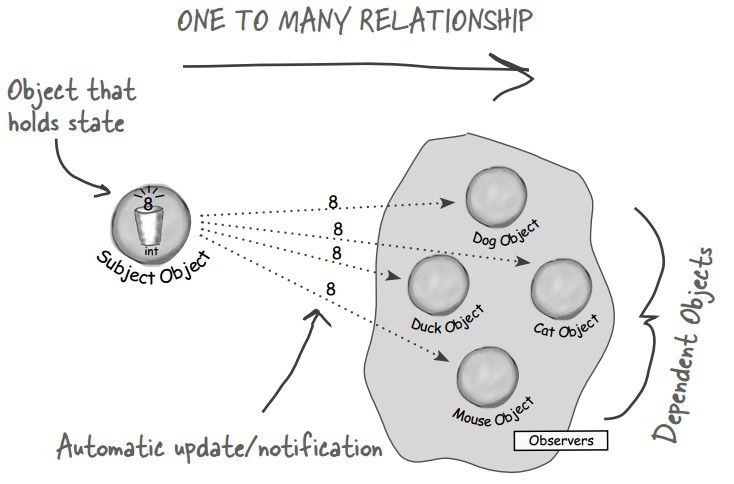 ONE TO MANY RELATIONSHIP
Object that
holds state
8
int
Subject Object
8
8
8
8
Dog Object
Duck Object
Cat Object
Mouse Object
Observers
Dependent Objects
Automatic update/notification